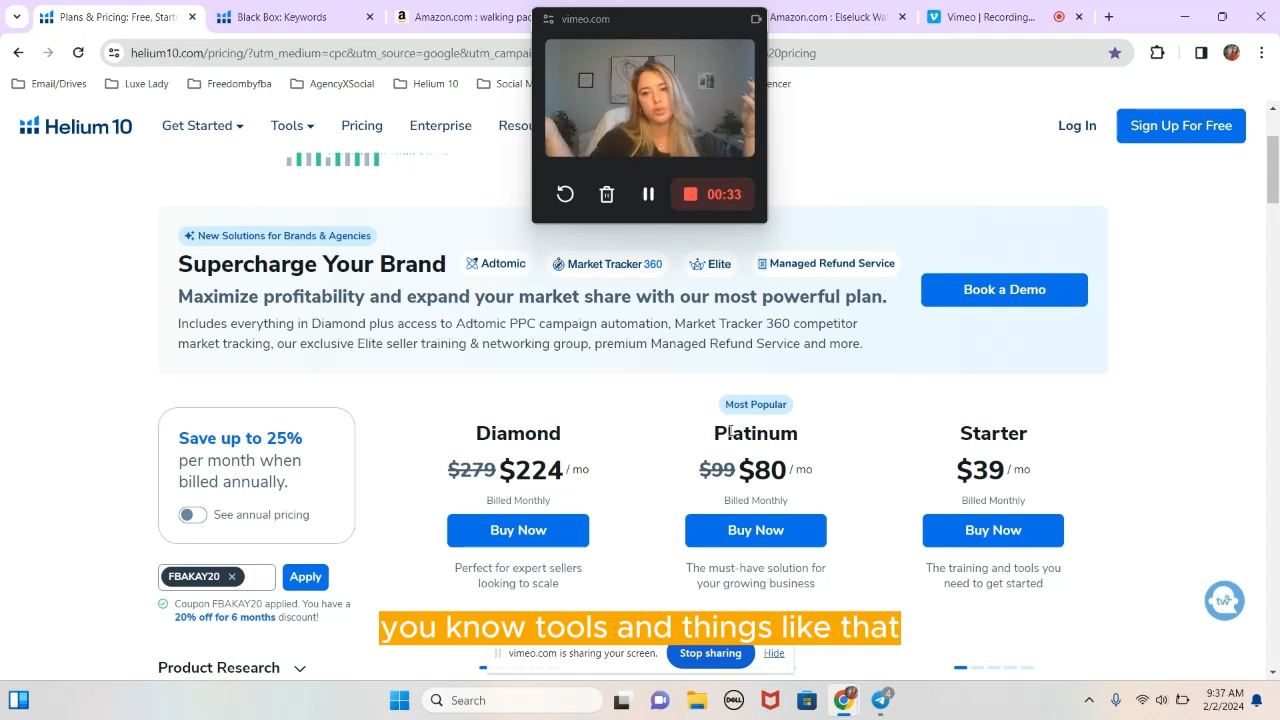 Plans & Pricing | Free, Start
Black Box
Amazon.com : wting pac
Amazon.com : Elseluck Wate
Vimeo | Recording...
vimeo.com
helium10.com/pricing/?utm_medium=cpc&utm_source=google&utm_campai
20pricing
Email/Drives
Luxe Lady
Freedombyfba
AgencyXSocial
Helium 10
Social M
encer
Helium 10
Get Started
Tools
Pricing
Enterprise
Resou
Log In
Sign Up For Free
00:33
New Solutions for Brands & Agencies
Supercharge Your Brand
Adtomic
Market Tracker 360
Elite
Managed Refund Service
Maximize profitability and expand your market share with our most powerful plan.
Book a Demo
Includes everything in Diamond plus access to Adtomic PPC campaign automation, Market Tracker 360 competitor
market tracking, our exclusive Elite seller training & networking group, premium Managed Refund Service and more.
Save up to 25%
per month when
billed annually.
See annual pricing
FBAKAY20
Apply
Coupon FBAKAY20 applied. You have a
20% off for 6 months discount!
Diamond
$279 $224 / mo
Billed Monthly
Buy Now
Perfect for expert sellers
looking to scale
Most Popular
Platinum
$99 $80 / mo
Billed Monthly
Buy Now
The must-have solution for
your growing business
Starter
$39 / mo
Billed Monthly
Buy Now
The training and tools you
need to get started
you know tools and things like that
vimeo.com is sharing your screen.
Stop sharing
Hide
Product Research
Search
DELL
4
9:37 AM
2/2/2024